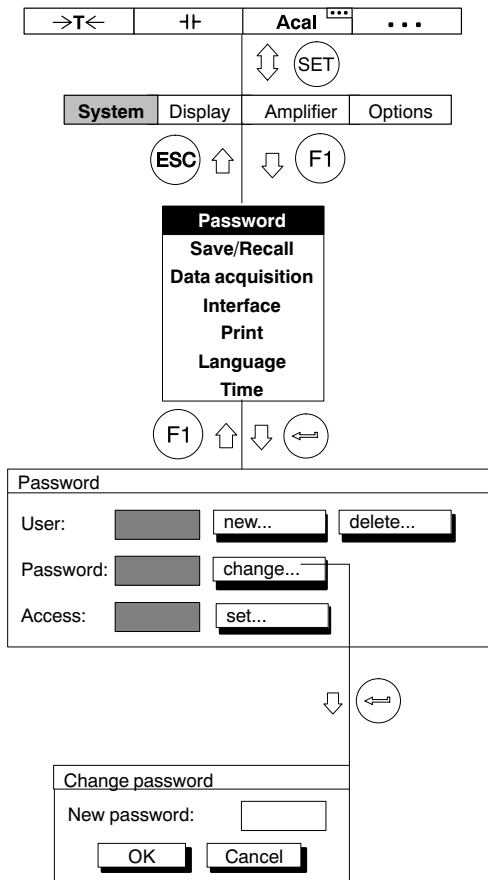 →T← ⊣⊢ Acal ... ...
SET
System Display Amplifier Options
ESC F1
Password
Save/Recall
Data acquisition
Interface
Print
Language
Time
F1
Password
User: new... delete...
Password: change...
Access: set...
Change password
New password:
OK Cancel